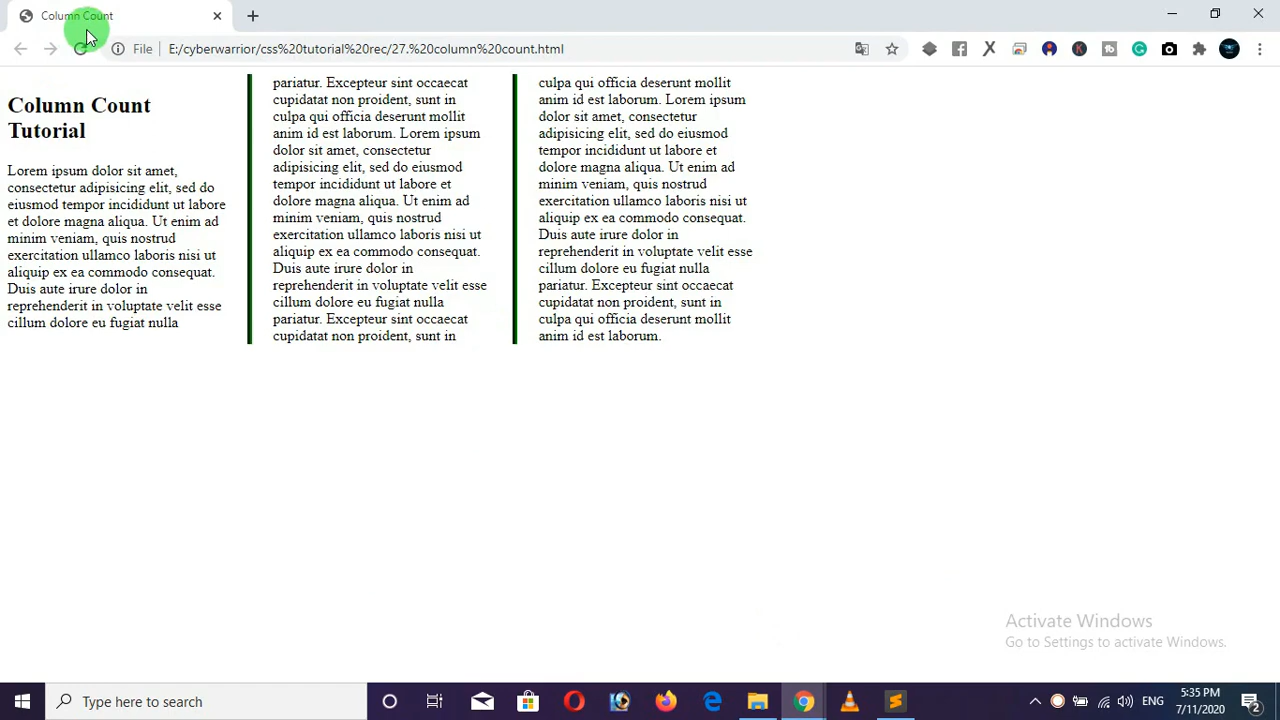 Column Count
File
E:/cyberwarrior/css%20tutorial%20rec/27.%20column%20count.html
Column Count
Tutorial
Lorem ipsum dolor sit amet,
consectetur adipisicing elit, sed do
eiusmod tempor incididunt ut labore
et dolore magna aliqua. Ut enim ad
minim veniam, quis nostrud
exercitation ullamco laboris nisi ut
aliquip ex ea commodo consequat.
Duis aute irure dolor in
reprehenderit in voluptate velit esse
cillum dolore eu fugiat nulla
pariatur. Excepteur sint occaecat
cupidatat non proident, sunt in
culpa qui officia deserunt mollit
anim id est laborum. Lorem ipsum
dolor sit amet, consectetur
adipisicing elit, sed do eiusmod
tempor incididunt ut labore et
dolore magna aliqua. Ut enim ad
minim veniam, quis nostrud
exercitation ullamco laboris nisi ut
aliquip ex ea commodo consequat.
Duis aute irure dolor in
reprehenderit in voluptate velit esse
cillum dolore eu fugiat nulla
pariatur. Excepteur sint occaecat
cupidatat non proident, sunt in
culpa qui officia deserunt mollit
anim id est laborum. Lorem ipsum
dolor sit amet, consectetur
adipisicing elit, sed do eiusmod
tempor incididunt ut labore et
dolore magna aliqua. Ut enim ad
minim veniam, quis nostrud
exercitation ullamco laboris nisi ut
aliquip ex ea commodo consequat.
Duis aute irure dolor in
reprehenderit in voluptate velit esse
cillum dolore eu fugiat nulla
pariatur. Excepteur sint occaecat
cupidatat non proident, sunt in
culpa qui officia deserunt mollit
anim id est laborum.
Activate Windows
Go to Settings to activate Windows.
Type here to search
ENG
5:35 PM
7/11/2020
2